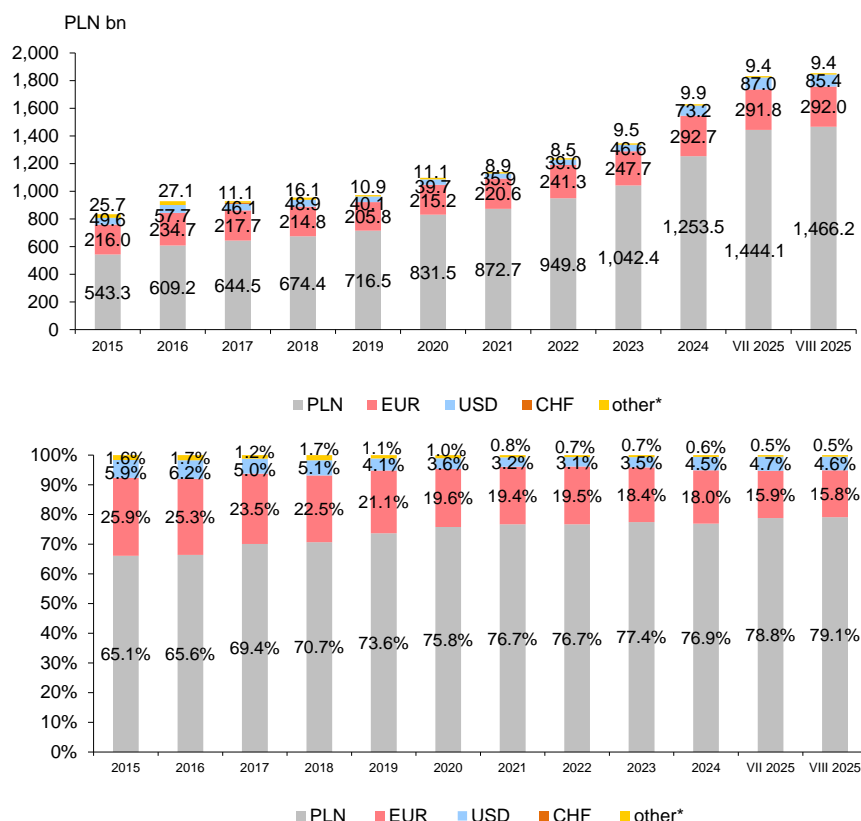 PLN bn
2,000
1,800
1,600
1,400
1,200
1,000
800
600
400
200
0
25.7 27.1 11.1 16.1 10.9 11.1 8.9 8.5 9.5 9.9 9.4 9.4
49.6 57.7 46.1 48.9 40.1 39.7 35.9 39.0 46.6 73.2 87.0 85.4
216.0 234.7 217.7 214.8 205.8 215.2 220.6 241.3 247.7 292.7 291.8 292.0
543.3 609.2 644.5 674.4 716.5 831.5 872.7 949.8 1,042.4 1,253.5 1,444.1 1,466.2
2015 2016 2017 2018 2019 2020 2021 2022 2023 2024 VII 2025 VIII 2025
PLN EUR USD CHF other*
100%
90%
80%
70%
60%
50%
40%
30%
20%
10%
0%
1.6% 1.7% 1.2% 1.7% 1.1% 1.0% 0.8% 0.7% 0.7% 0.6% 0.5% 0.5%
5.9% 6.2% 5.0% 5.1% 4.1% 3.6% 3.2% 3.1% 3.5% 4.5% 4.7% 4.6%
25.9% 25.3% 23.5% 22.5% 21.1% 19.6% 19.4% 19.5% 18.4% 18.0% 15.9% 15.8%
65.1% 65.6% 69.4% 70.7% 73.6% 75.8% 76.7% 76.7% 77.4% 76.9% 78.8% 79.1%
2015 2016 2017 2018 2019 2020 2021 2022 2023 2024 VII 2025 VIII 2025
PLN EUR USD CHF other*